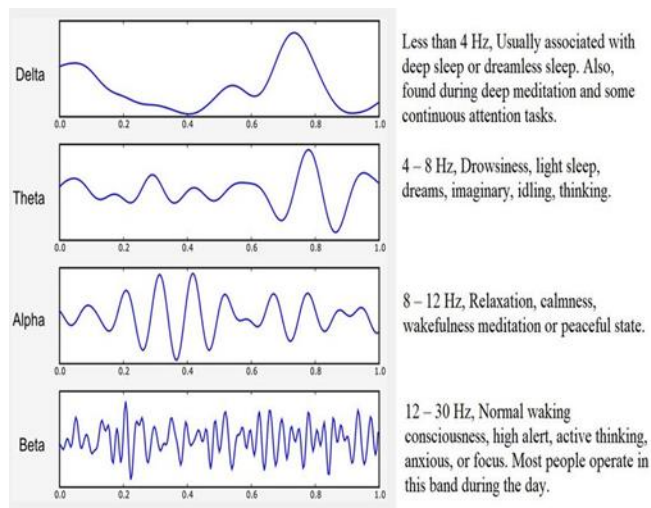 Delta
0.0 0.2 0.4 0.6 0.8 1.0
Less than 4 Hz, Usually associated with
deep sleep or dreamless sleep. Also,
found during deep meditation and some
continuous attention tasks.
Theta
0.0 0.2 0.4 0.6 0.8 1.0
4 – 8 Hz, Drowsiness, light sleep,
dreams, imaginary, idling, thinking.
Alpha
0.0 0.2 0.4 0.6 0.8 1.0
8 – 12 Hz, Relaxation, calmness,
wakefulness meditation or peaceful state.
Beta
0.0 0.2 0.4 0.6 0.8 1.0
12 – 30 Hz, Normal waking
consciousness, high alert, active thinking,
anxious, or focus. Most people operate in
this band during the day.